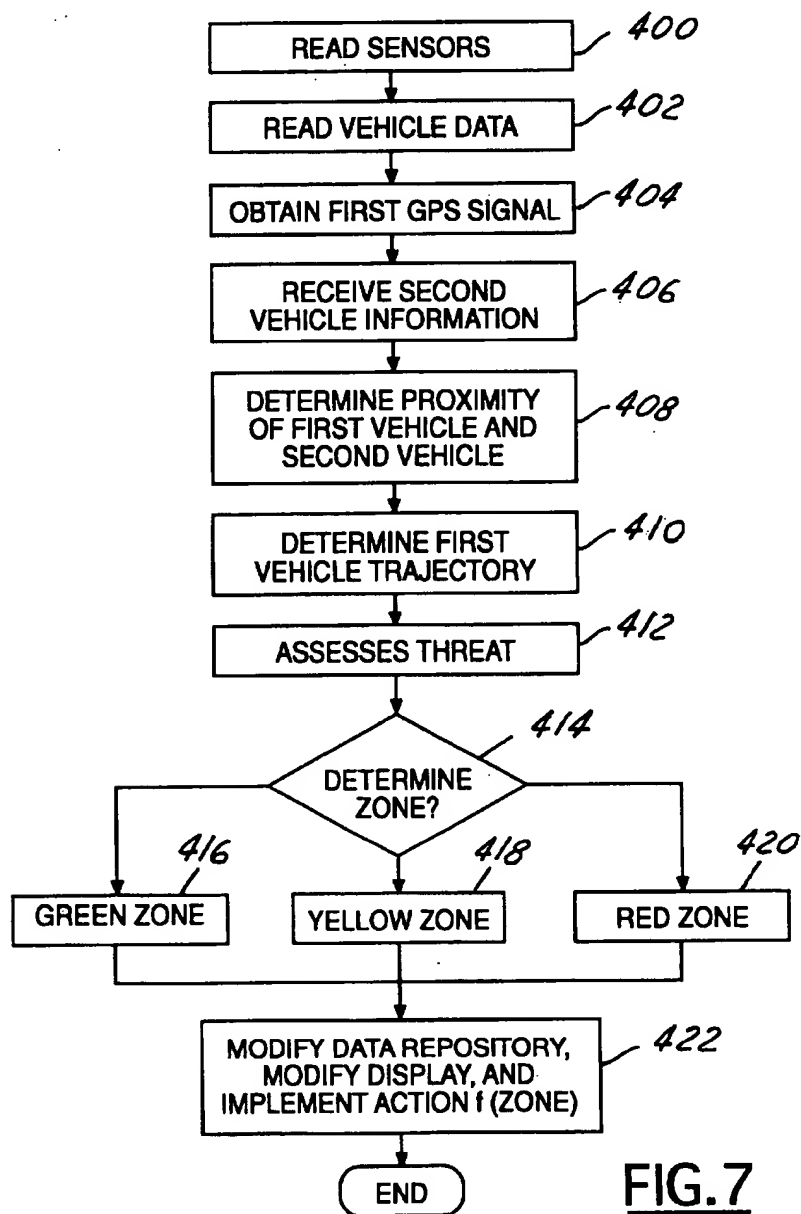 READ SENSORS
400
READ VEHICLE DATA
402
OBTAIN FIRST GPS SIGNAL
404
RECEIVE SECOND
VEHICLE INFORMATION
406
DETERMINE PROXIMITY
OF FIRST VEHICLE AND
SECOND VEHICLE
408
DETERMINE FIRST
VEHICLE TRAJECTORY
410
ASSESSES THREAT
412
DETERMINE
ZONE?
414
416
GREEN ZONE
418
YELLOW ZONE
420
RED ZONE
MODIFY DATA REPOSITORY,
MODIFY DISPLAY, AND
IMPLEMENT ACTION f (ZONE)
422
END
FIG. 7